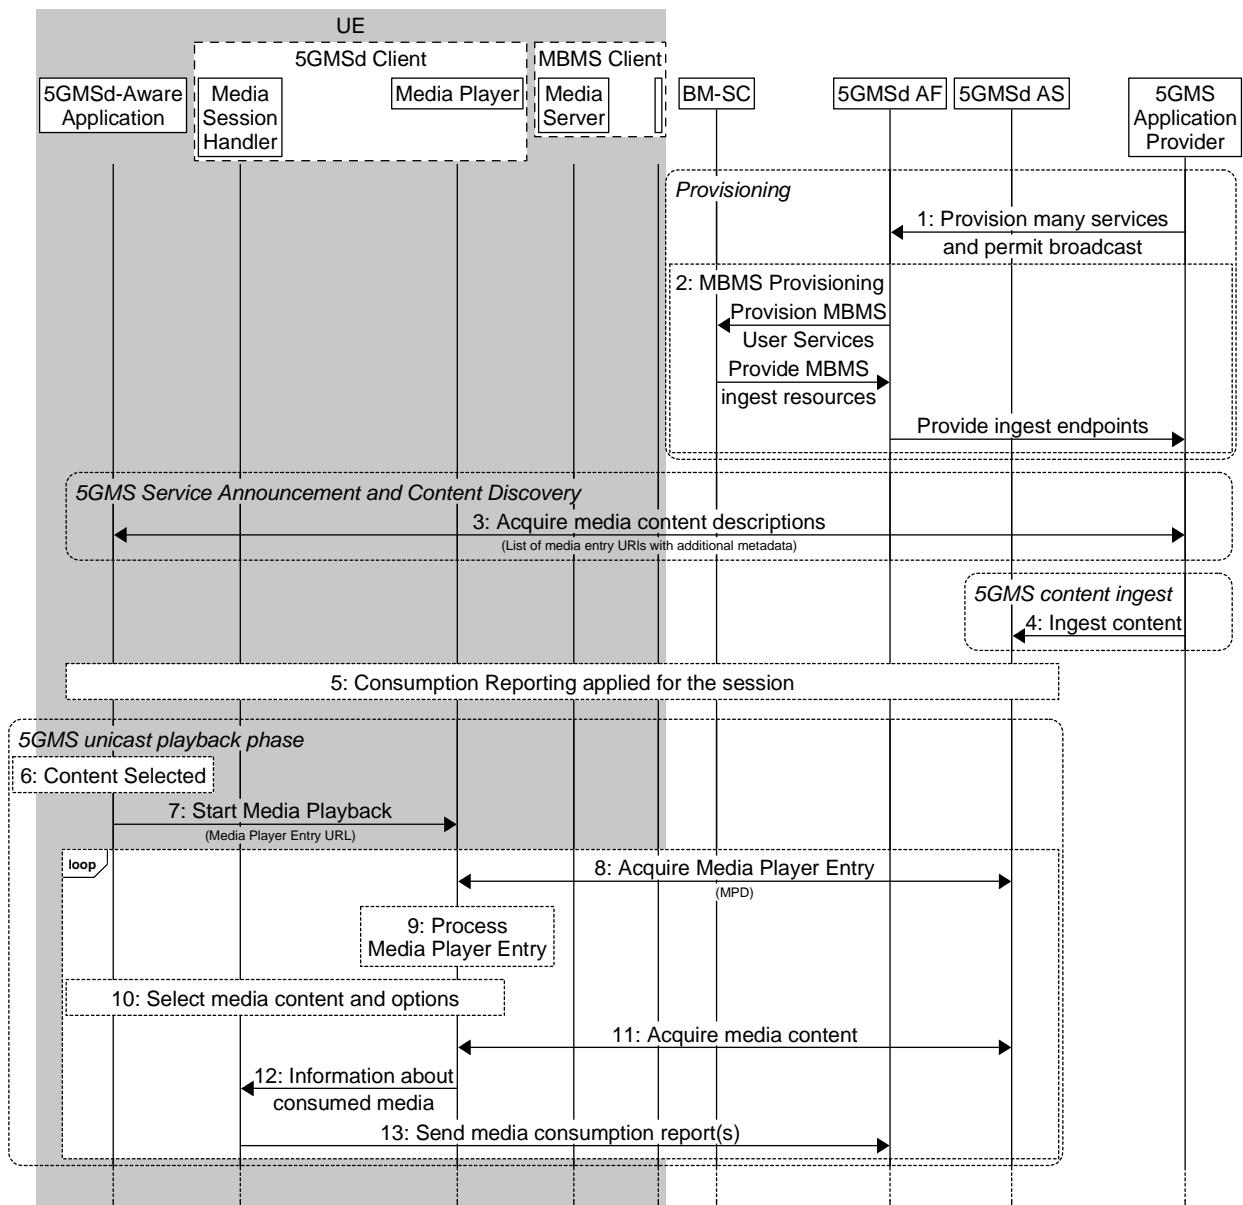 UE
5GMSd Client
MBMS Client
5GMSd-Aware
Application
Media
Session
Handler
Media Player
Media
Server
BM-SC
5GMSd AF
5GMSd AS
5GMS
Application
Provider
Provisioning
1: Provision many services
and permit broadcast
2: MBMS Provisioning
Provision MBMS
User Services
Provide MBMS
ingest resources
Provide ingest endpoints
5GMS Service Announcement and Content Discovery
3: Acquire media content descriptions
(List of media entry URIs with additional metadata)
5GMS content ingest
4: Ingest content
5: Consumption Reporting applied for the session
5GMS unicast playback phase
6: Content Selected
7: Start Media Playback
(Media Player Entry URL)
loop
8: Acquire Media Player Entry
(MPD)
9: Process
Media Player Entry
10: Select media content and options
11: Acquire media content
12: Information about
consumed media
13: Send media consumption report(s)